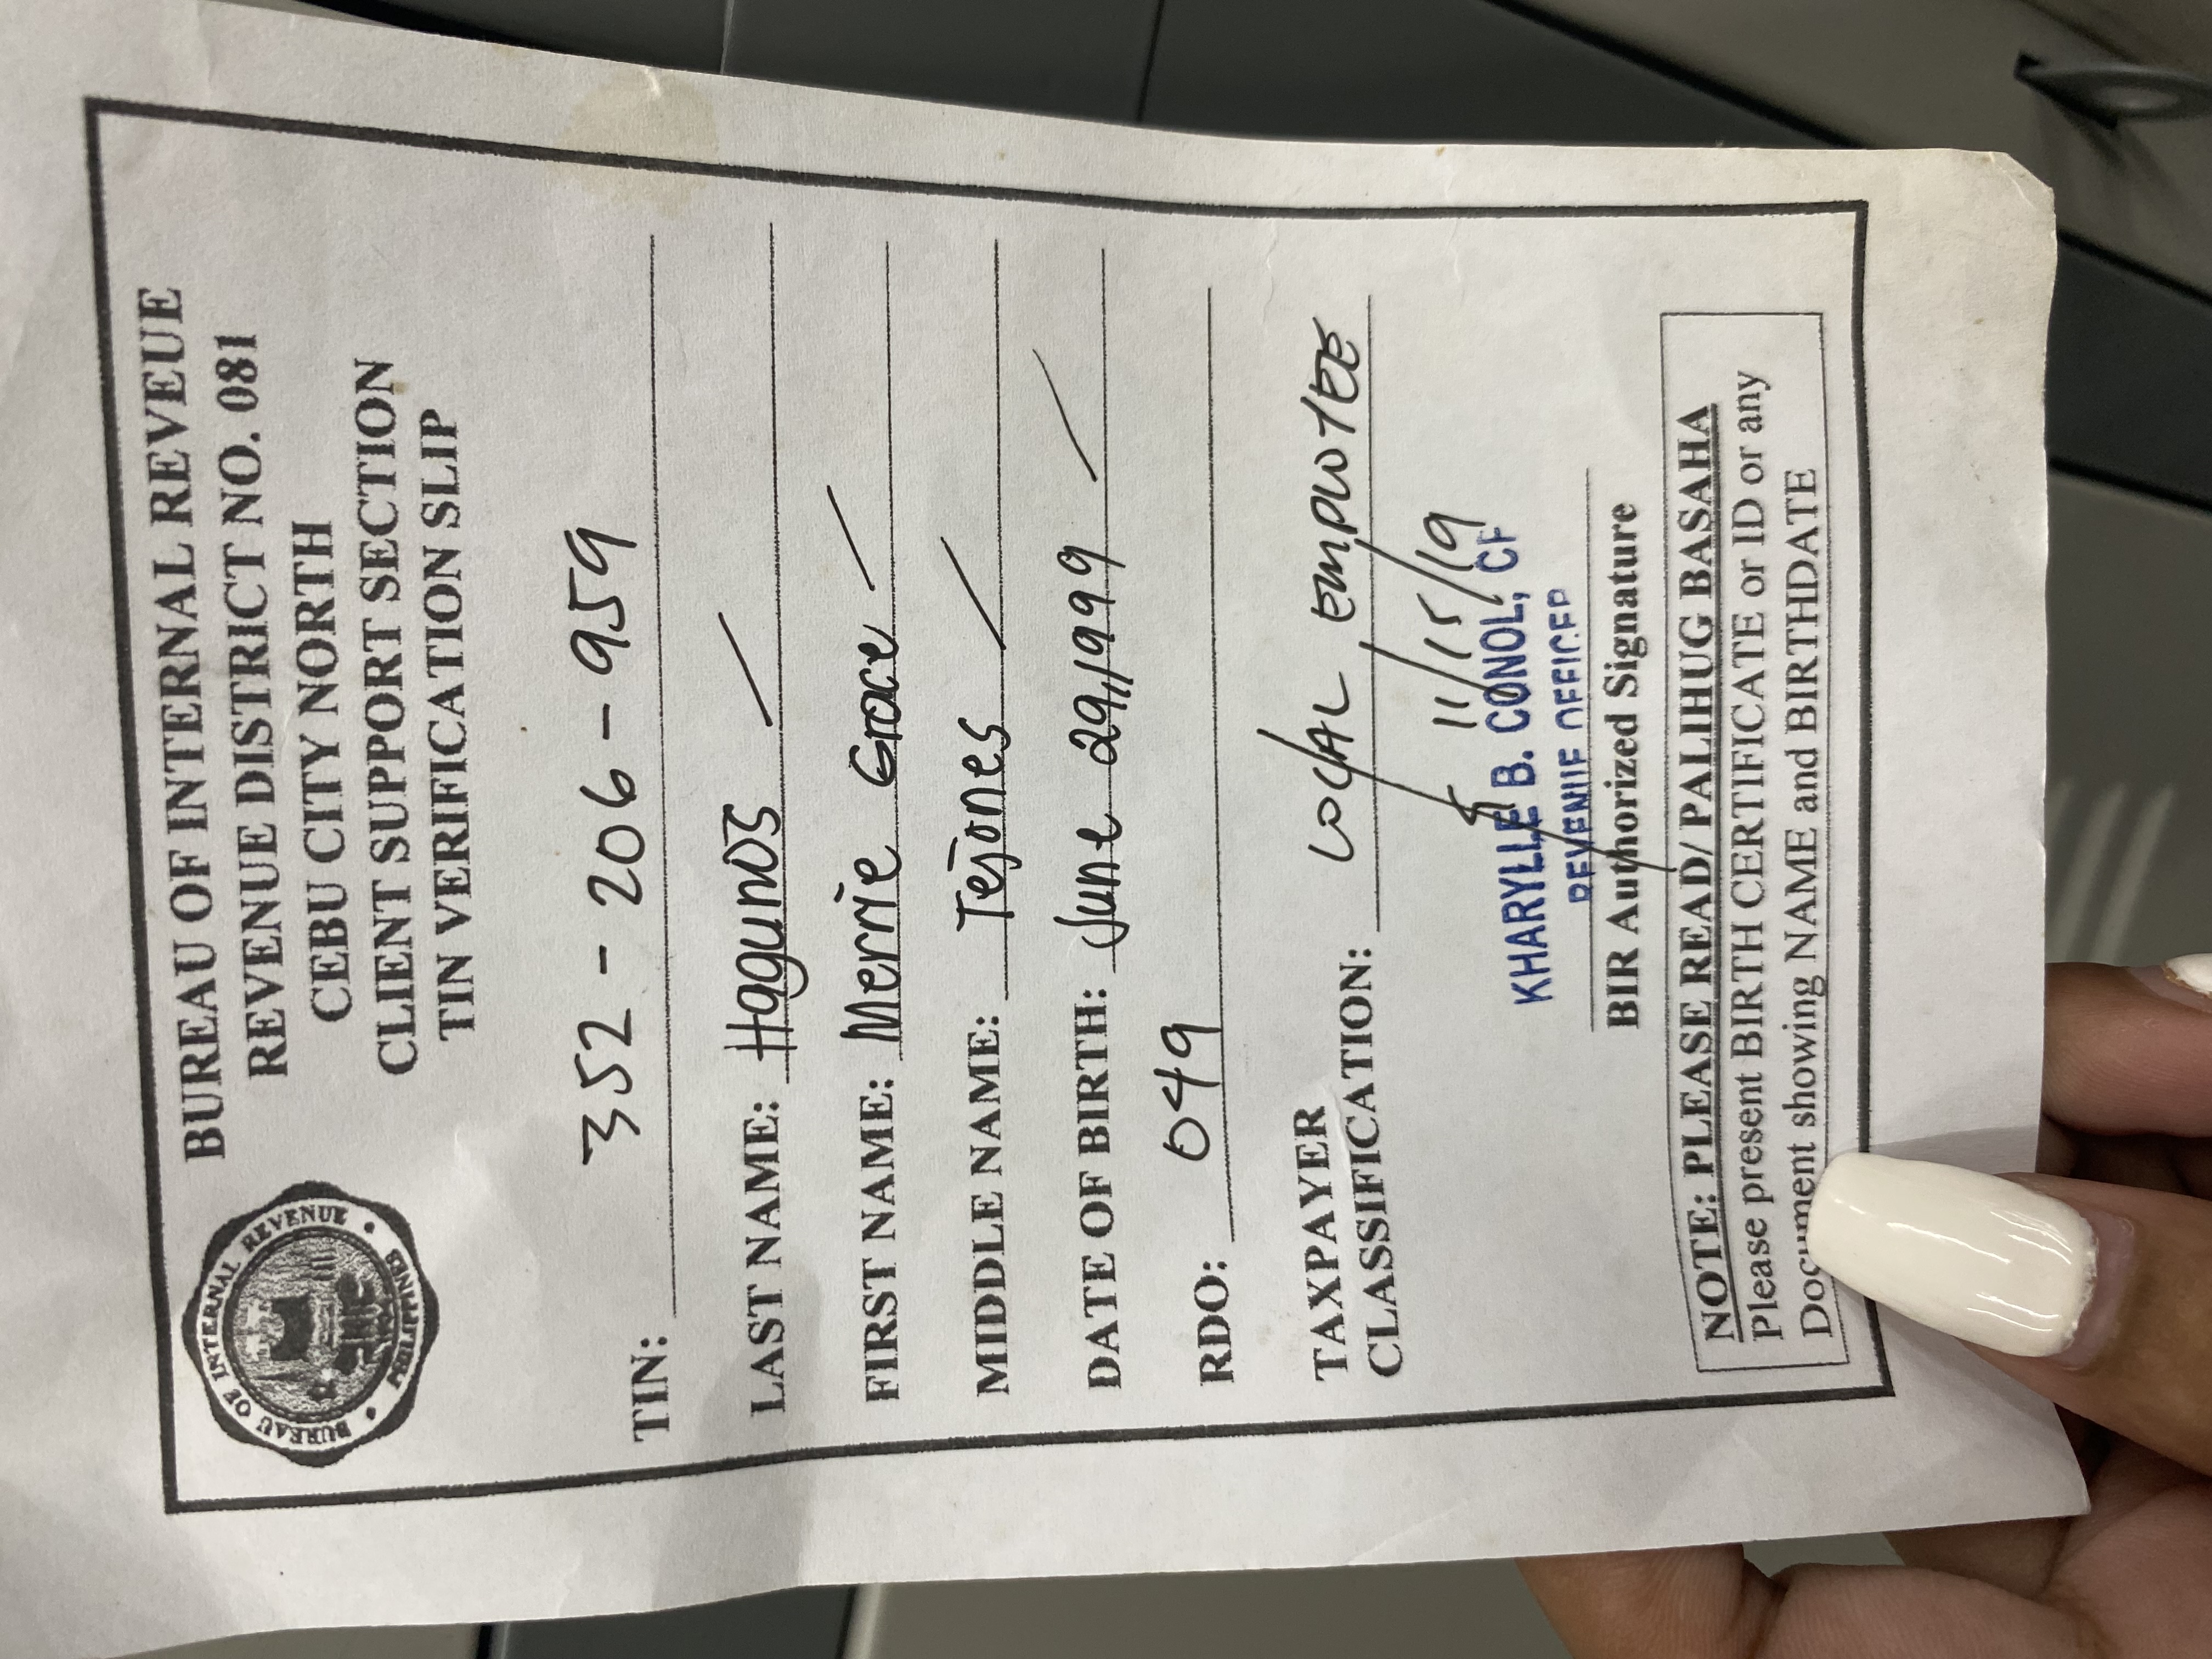 BUREAU OF INTERNAL REVEUE
REVENUE DISTRICT NO. 081
CEBU CITY NORTH
CLIENT SUPPORT SECTION
TIN VERIFICATION SLIP
BUREAU OF INTERNAL REVENUE
BUREAU PHILIPPINES
TIN: 352-206-959
LAST NAME: Hagunos
FIRST NAME: Merrie Grace
MIDDLE NAME: Tejones
DATE OF BIRTH: June 29, 1999
RDO: 049
TAXPAYER
CLASSIFICATION: LOCAL EMPLOYEE
11/15/19
KHARYLLE B. CONOL, CF
REVENUE OFFICER
BIR Authorized Signature
NOTE: PLEASE READ/ PALIHUG BASAHA
Please present BIRTH CERTIFICATE or ID or any
Document showing NAME and BIRTHDATE